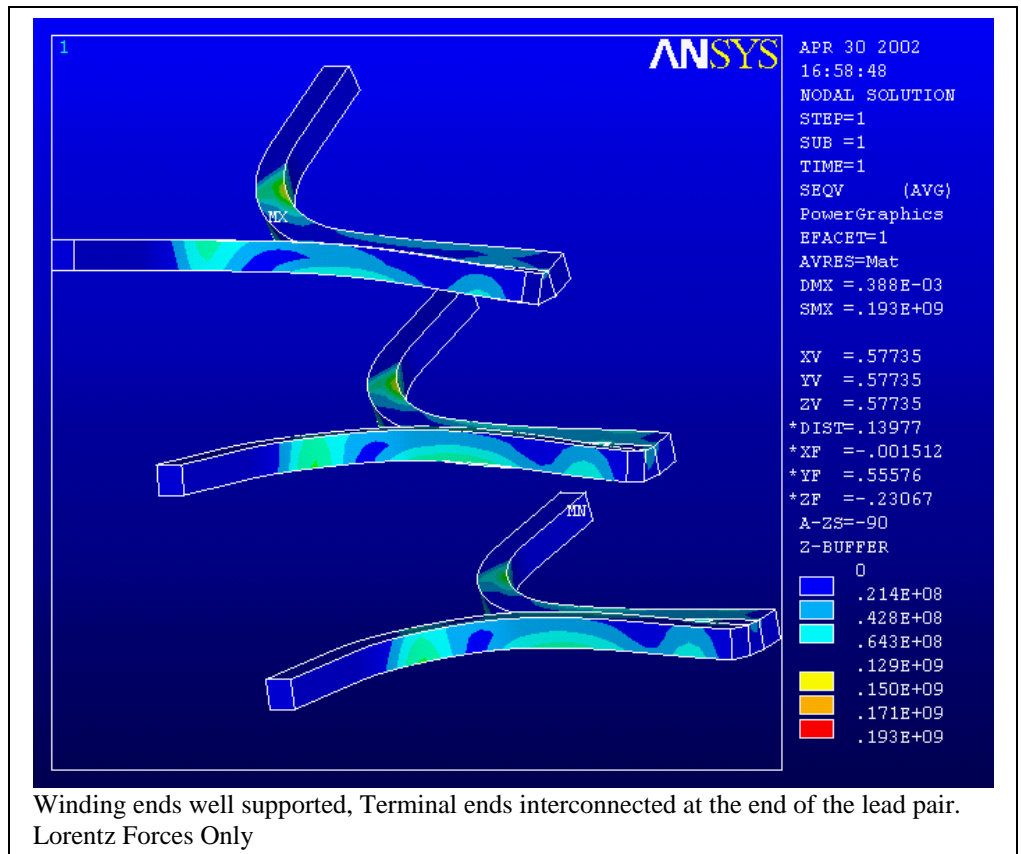 1
ANSYS
APR 30 2002
16:58:48
NODAL SOLUTION
STEP=1
SUB =1
TIME=1
SEQV (AVG)
PowerGraphics
EFACET=1
AVRES=Mat
DMX =.388E-03
SMX =.193E+09
XV =.57735
YV =.57735
ZV =.57735
*DIST=.13977
*XF =-.001512
*YF =.55576
*ZF =-.23067
A-ZS=-90
Z-BUFFER
0
.214E+08
.428E+08
.643E+08
.129E+09
.150E+09
.171E+09
.193E+09
MX
MN
Winding ends well supported, Terminal ends interconnected at the end of the lead pair.
Lorentz Forces Only